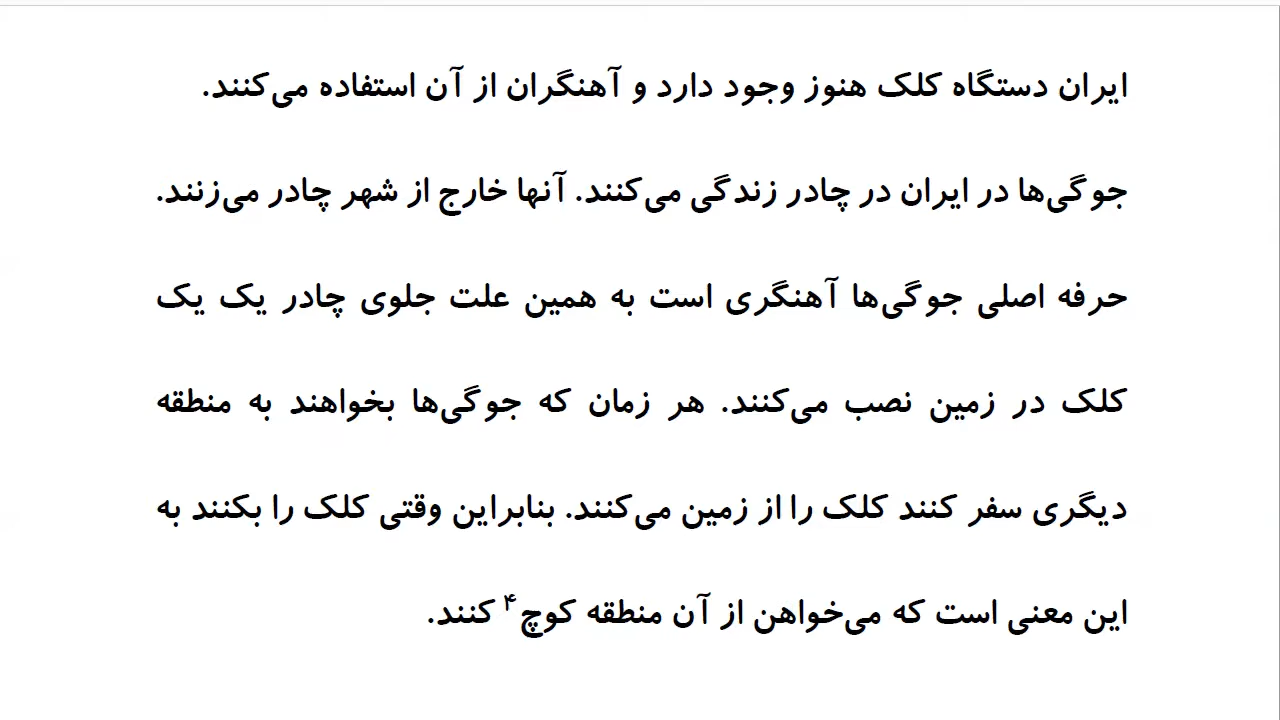 ایران دستگاه کلک هنوز وجود دارد و آهنگران از آن استفاده می‌کنند.
جوگی‌ها در ایران در چادر زندگی می‌کنند. آنها خارج از شهر چادر می‌زنند.
حرفه اصلی جوگی‌ها آهنگری است به همین علت جلوی چادر یک یک
کلک در زمین نصب می‌کنند. هر زمان که جوگی‌ها بخواهند به منطقه
دیگری سفر کنند کلک را از زمین می‌کنند. بنابراین وقتی کلک را بکنند به
این معنی است که می‌خواهن از آن منطقه کوچ۴ کنند.